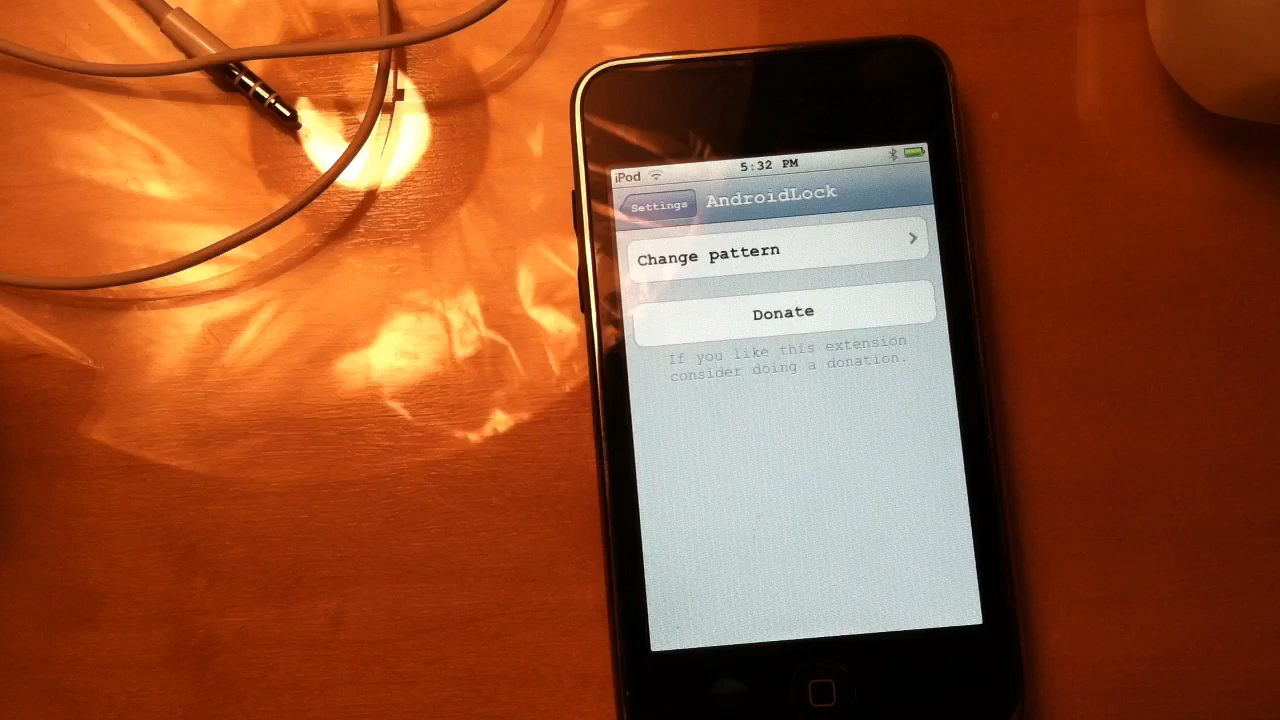 iPod 5:32 PM
Settings AndroidLock
Change pattern
Donate
If you like this extension
consider doing a donation.